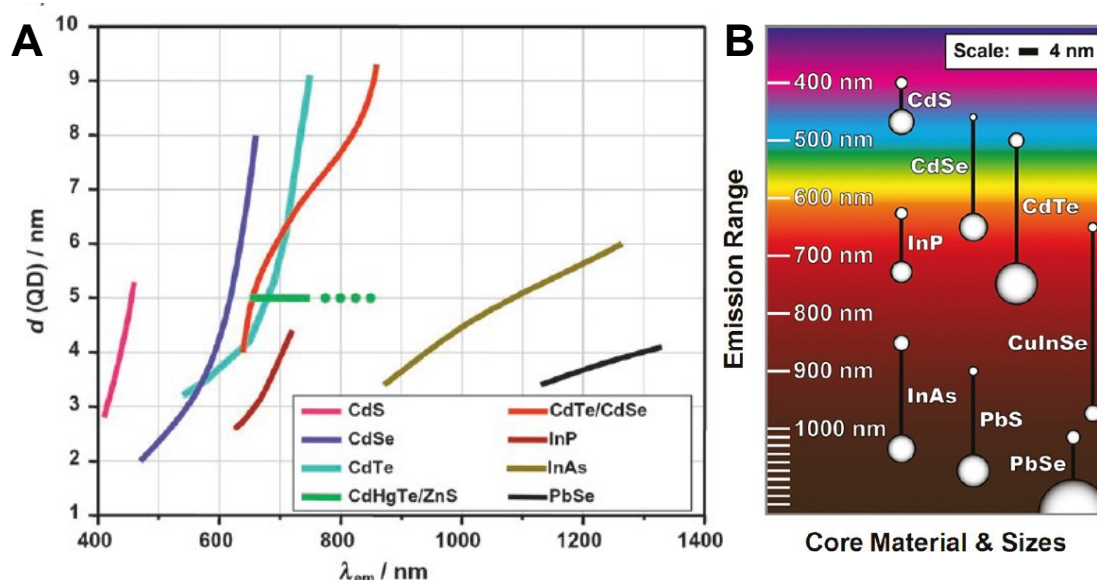 A
10
9
8
7
6
5
4
3
2
1
d (QD) / nm
400
600
800
1000
1200
1400
λem / nm
CdS
CdSe
CdTe
CdHgTe/ZnS
CdTe/CdSe
InP
InAs
PbSe
B
Scale: 4 nm
400 nm
500 nm
600 nm
700 nm
800 nm
900 nm
1000 nm
Emission Range
CdS
CdSe
CdTe
InP
CuInSe
InAs
PbS
PbSe
Core Material & Sizes